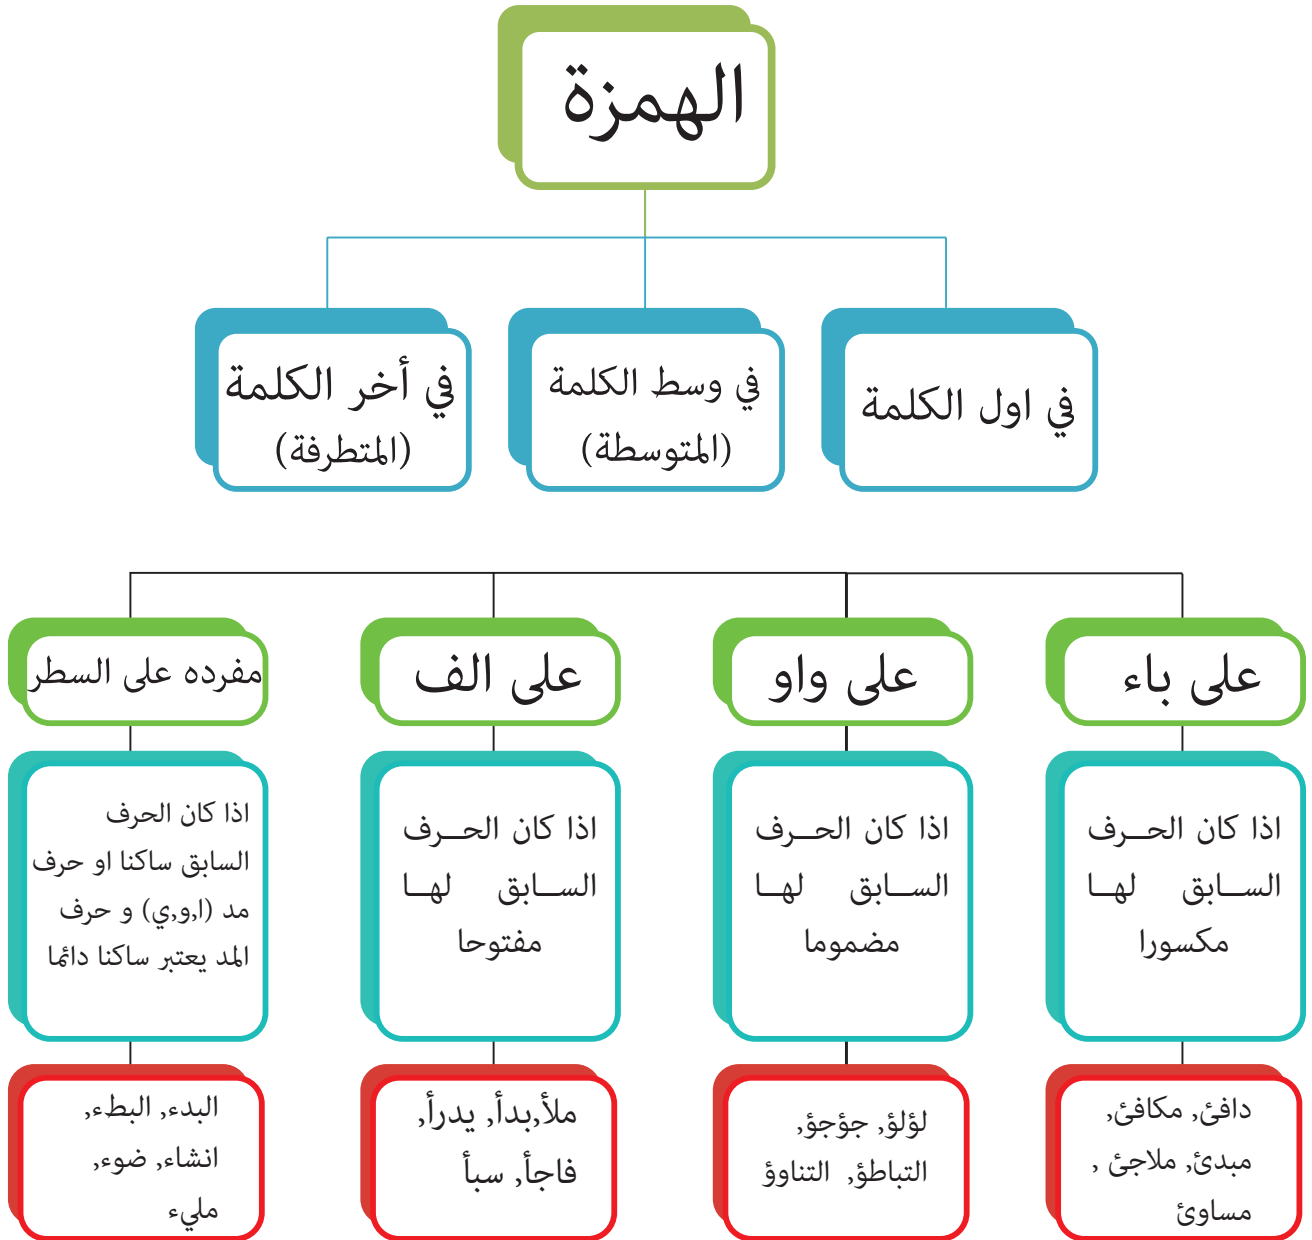 الهمزة
في اول الكلمة
في وسط الكلمة
(المتوسطة)
في أخر الكلمة
(المتطرفة)
على باء
على واو
على الف
مفرده على السطر
اذا كان الحــرف
الســابق لهــا
مكسورا
اذا كان الحــرف
الســابق لهــا
مضموما
اذا كان الحــرف
الســابق لهــا
مفتوحا
اذا كان الحرف
السابق ساكنا او حرف
مد (ا,و,ي) و حرف
المد يعتبر ساكنا دائما
دافئ, مكافئ,
مبدئ, ملاجئ ,
مساوئ
لؤلؤ, جؤجؤ,
التباطؤ, التناوؤ
ملأ,بدأ, يدرأ,
فاجأ, سبأ
البدء, البطء,
انشاء, ضوء,
مليء